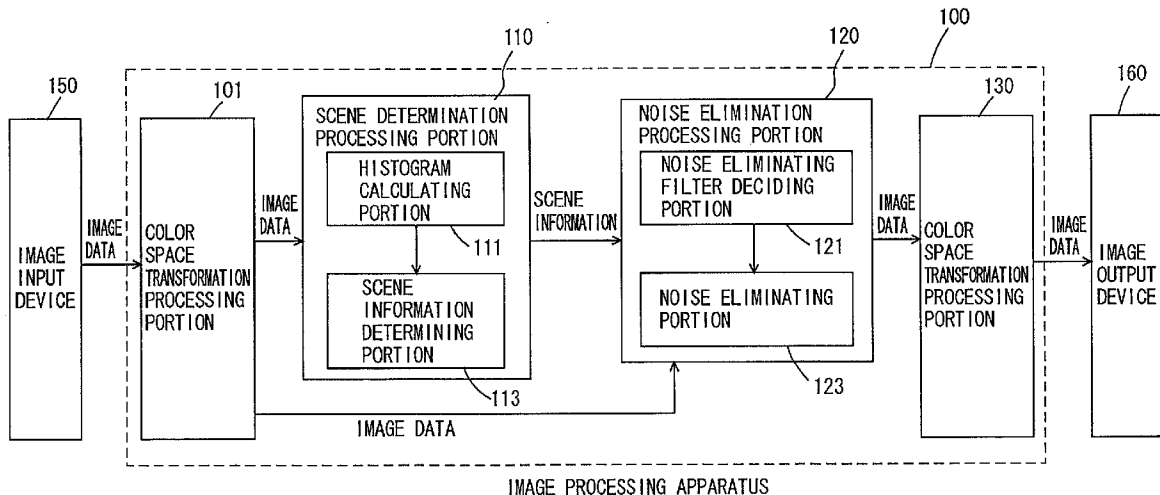 100
110
120
150
101
130
160
SCENE DETERMINATION
PROCESSING PORTION
NOISE ELIMINATION
PROCESSING PORTION
HISTOGRAM
CALCULATING
PORTION
111
SCENE
INFORMATION
DETERMINING
PORTION
113
NOISE ELIMINATING
FILTER DECIDING
PORTION
121
NOISE ELIMINATING
PORTION
123
IMAGE
INPUT
DEVICE
IMAGE
DATA
COLOR
SPACE
TRANSFORMATION
PROCESSING
PORTION
IMAGE
DATA
SCENE
INFORMATION
IMAGE
DATA
COLOR
SPACE
TRANSFORMATION
PROCESSING
PORTION
IMAGE
DATA
IMAGE
OUTPUT
DEVICE
IMAGE DATA
IMAGE PROCESSING APPARATUS